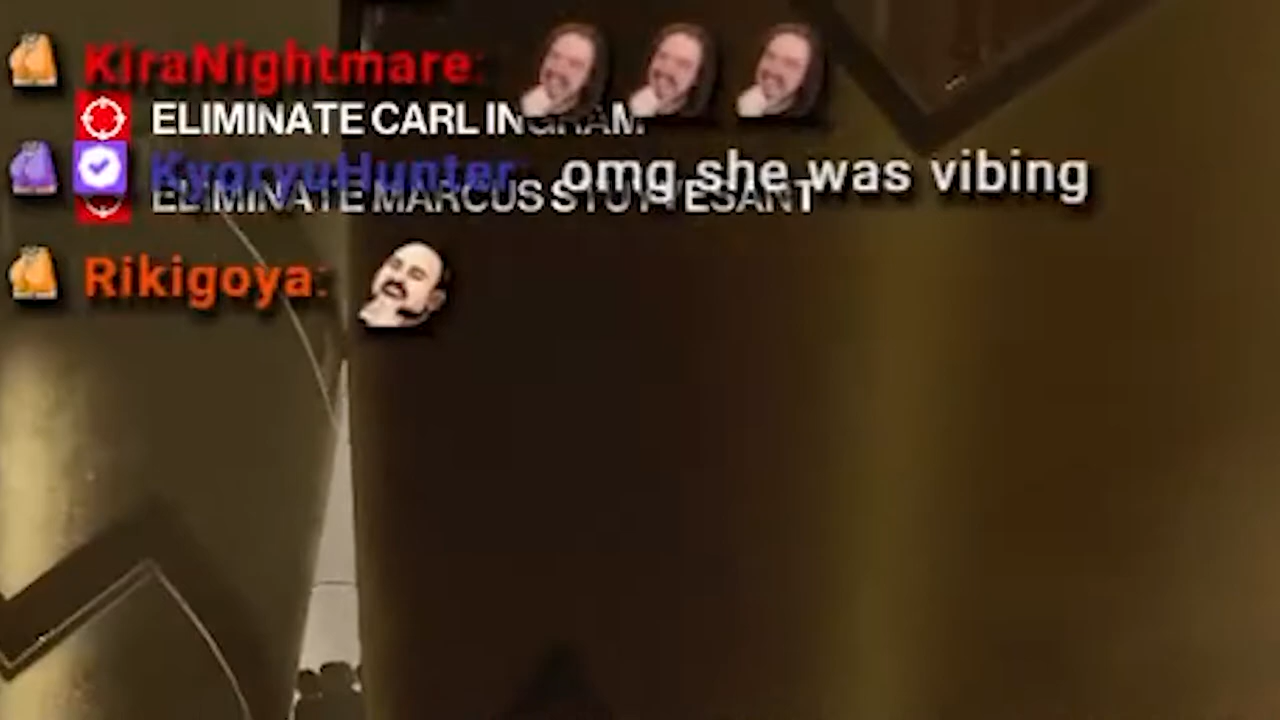 KiraNightmare:
ELIMINATE CARL INGRAM
KyoryuHunter: omg she was vibing
ELIMINATE MARCUS STUYVESANT
Rikigoya: